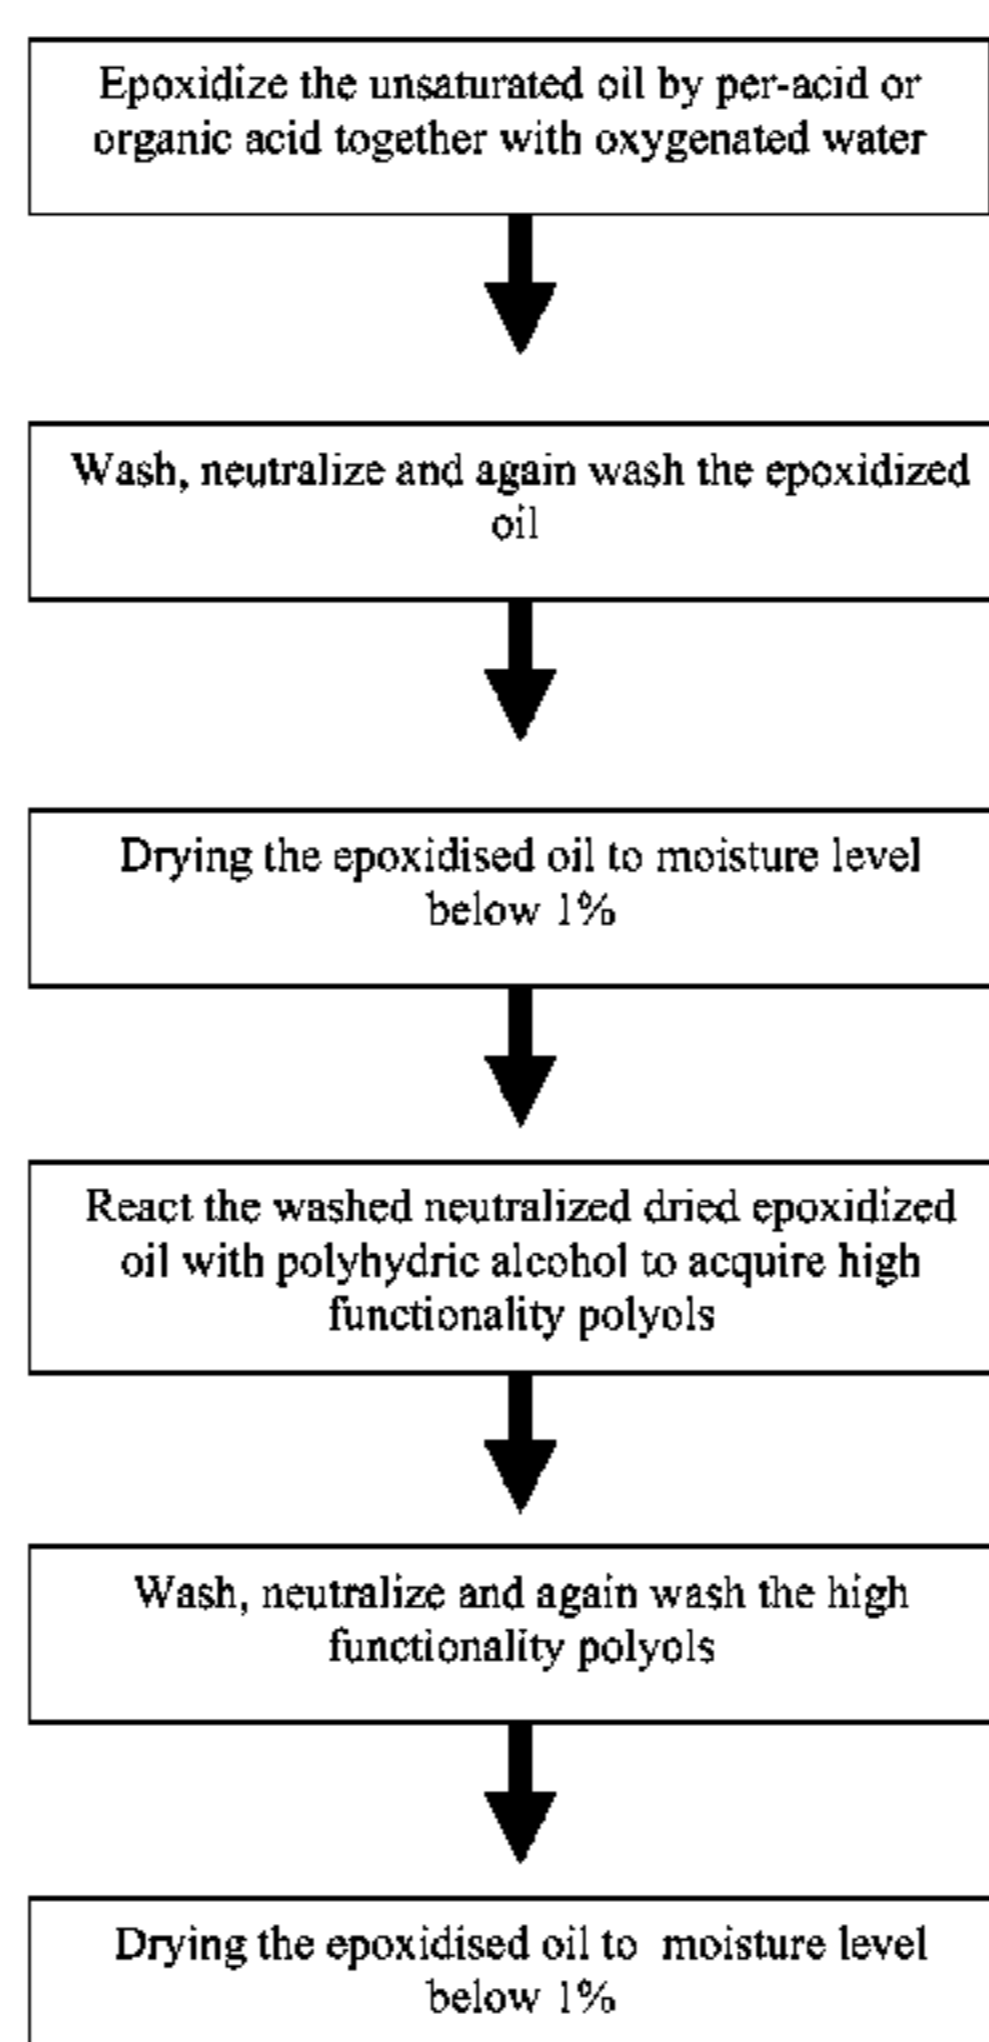 Epoxidize the unsaturated oil by per-acid or
organic acid together with oxygenated water
Wash, neutralize and again wash the epoxidized
oil
Drying the epoxidised oil to moisture level
below 1%
React the washed neutralized dried epoxidized
oil with polyhydric alcohol to acquire high
functionality polyols
Wash, neutralize and again wash the high
functionality polyols
Drying the epoxidised oil to moisture level
below 1%